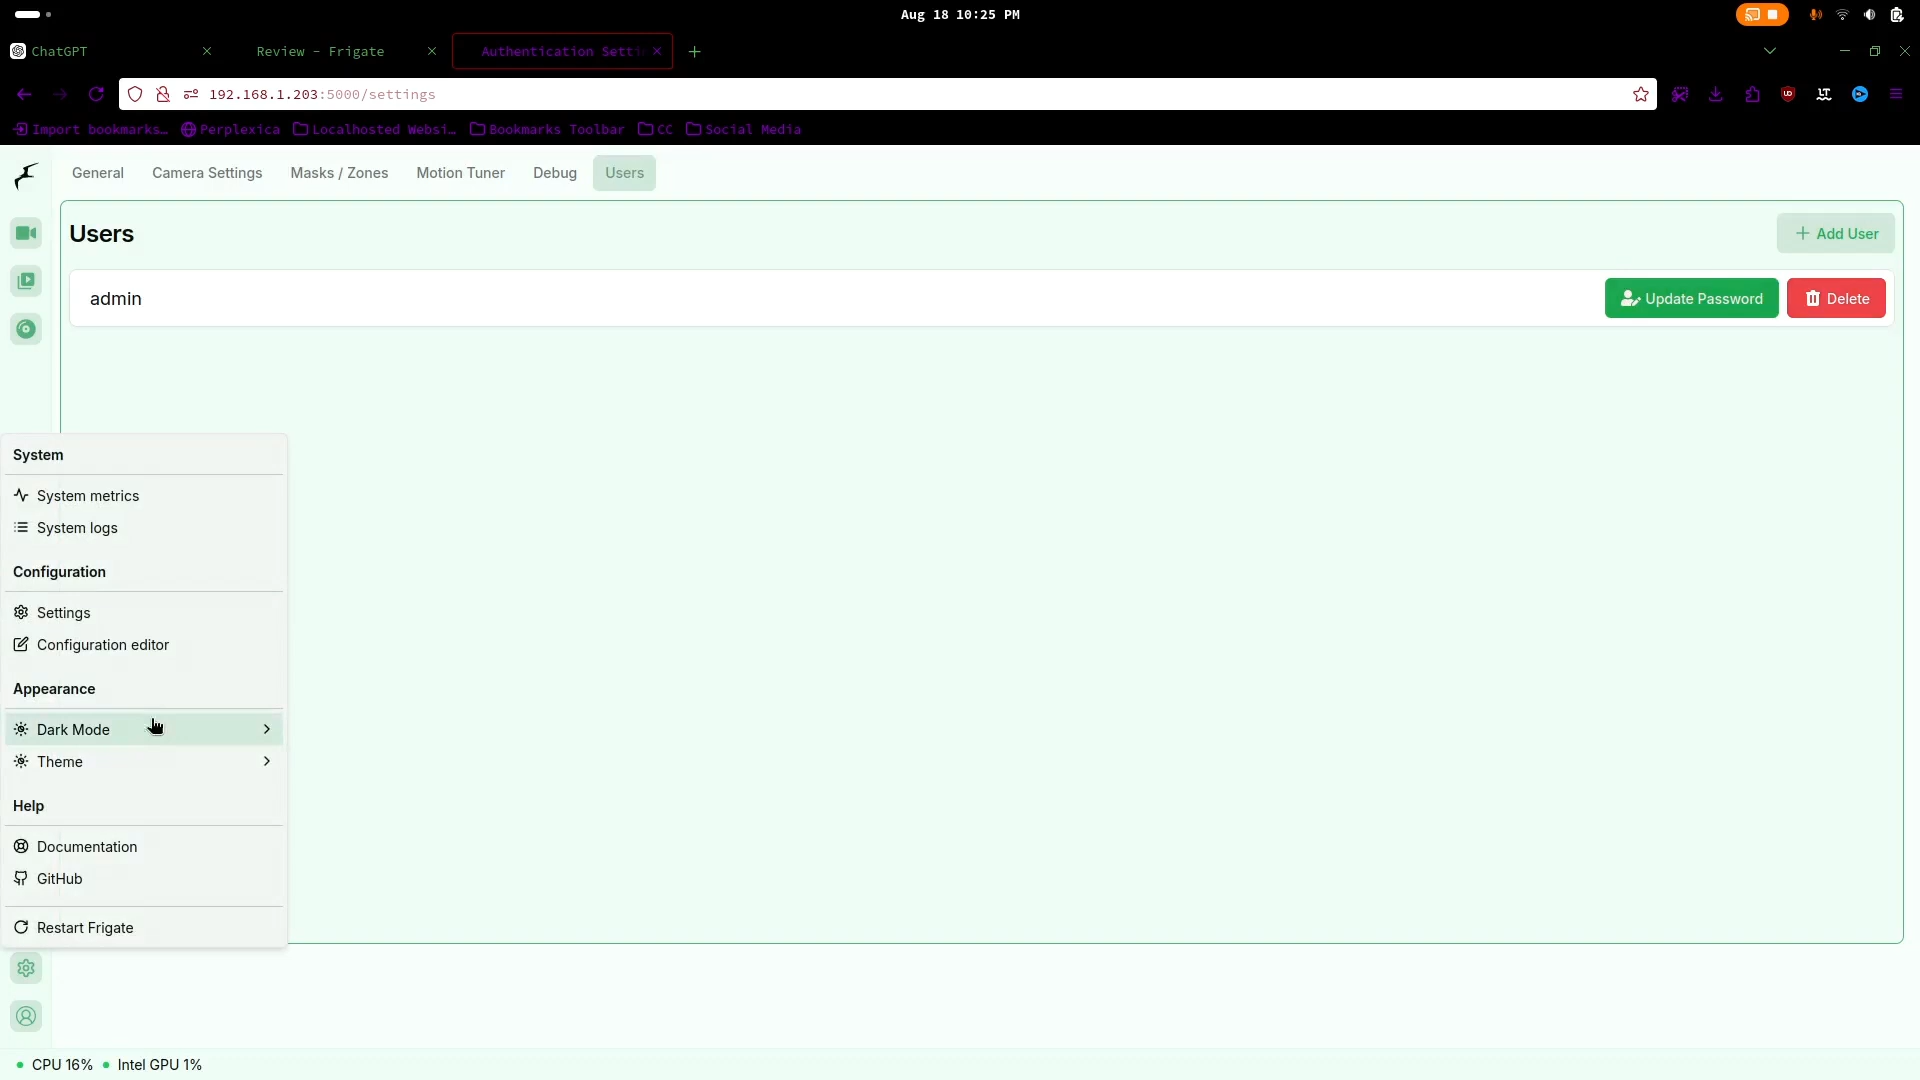 Aug 18 10:25 PM
ChatGPT
Review - Frigate
Authentication Setti
192.168.1.203:5000/settings
Import bookmarks…
Perplexica
Localhosted Websi…
Bookmarks Toolbar
CC
Social Media
General
Camera Settings
Masks / Zones
Motion Tuner
Debug
Users
Users
Add User
admin
Update Password
Delete
System
System metrics
System logs
Configuration
Settings
Configuration editor
Appearance
Dark Mode
Theme
Help
Documentation
GitHub
Restart Frigate
CPU 16%
Intel GPU 1%